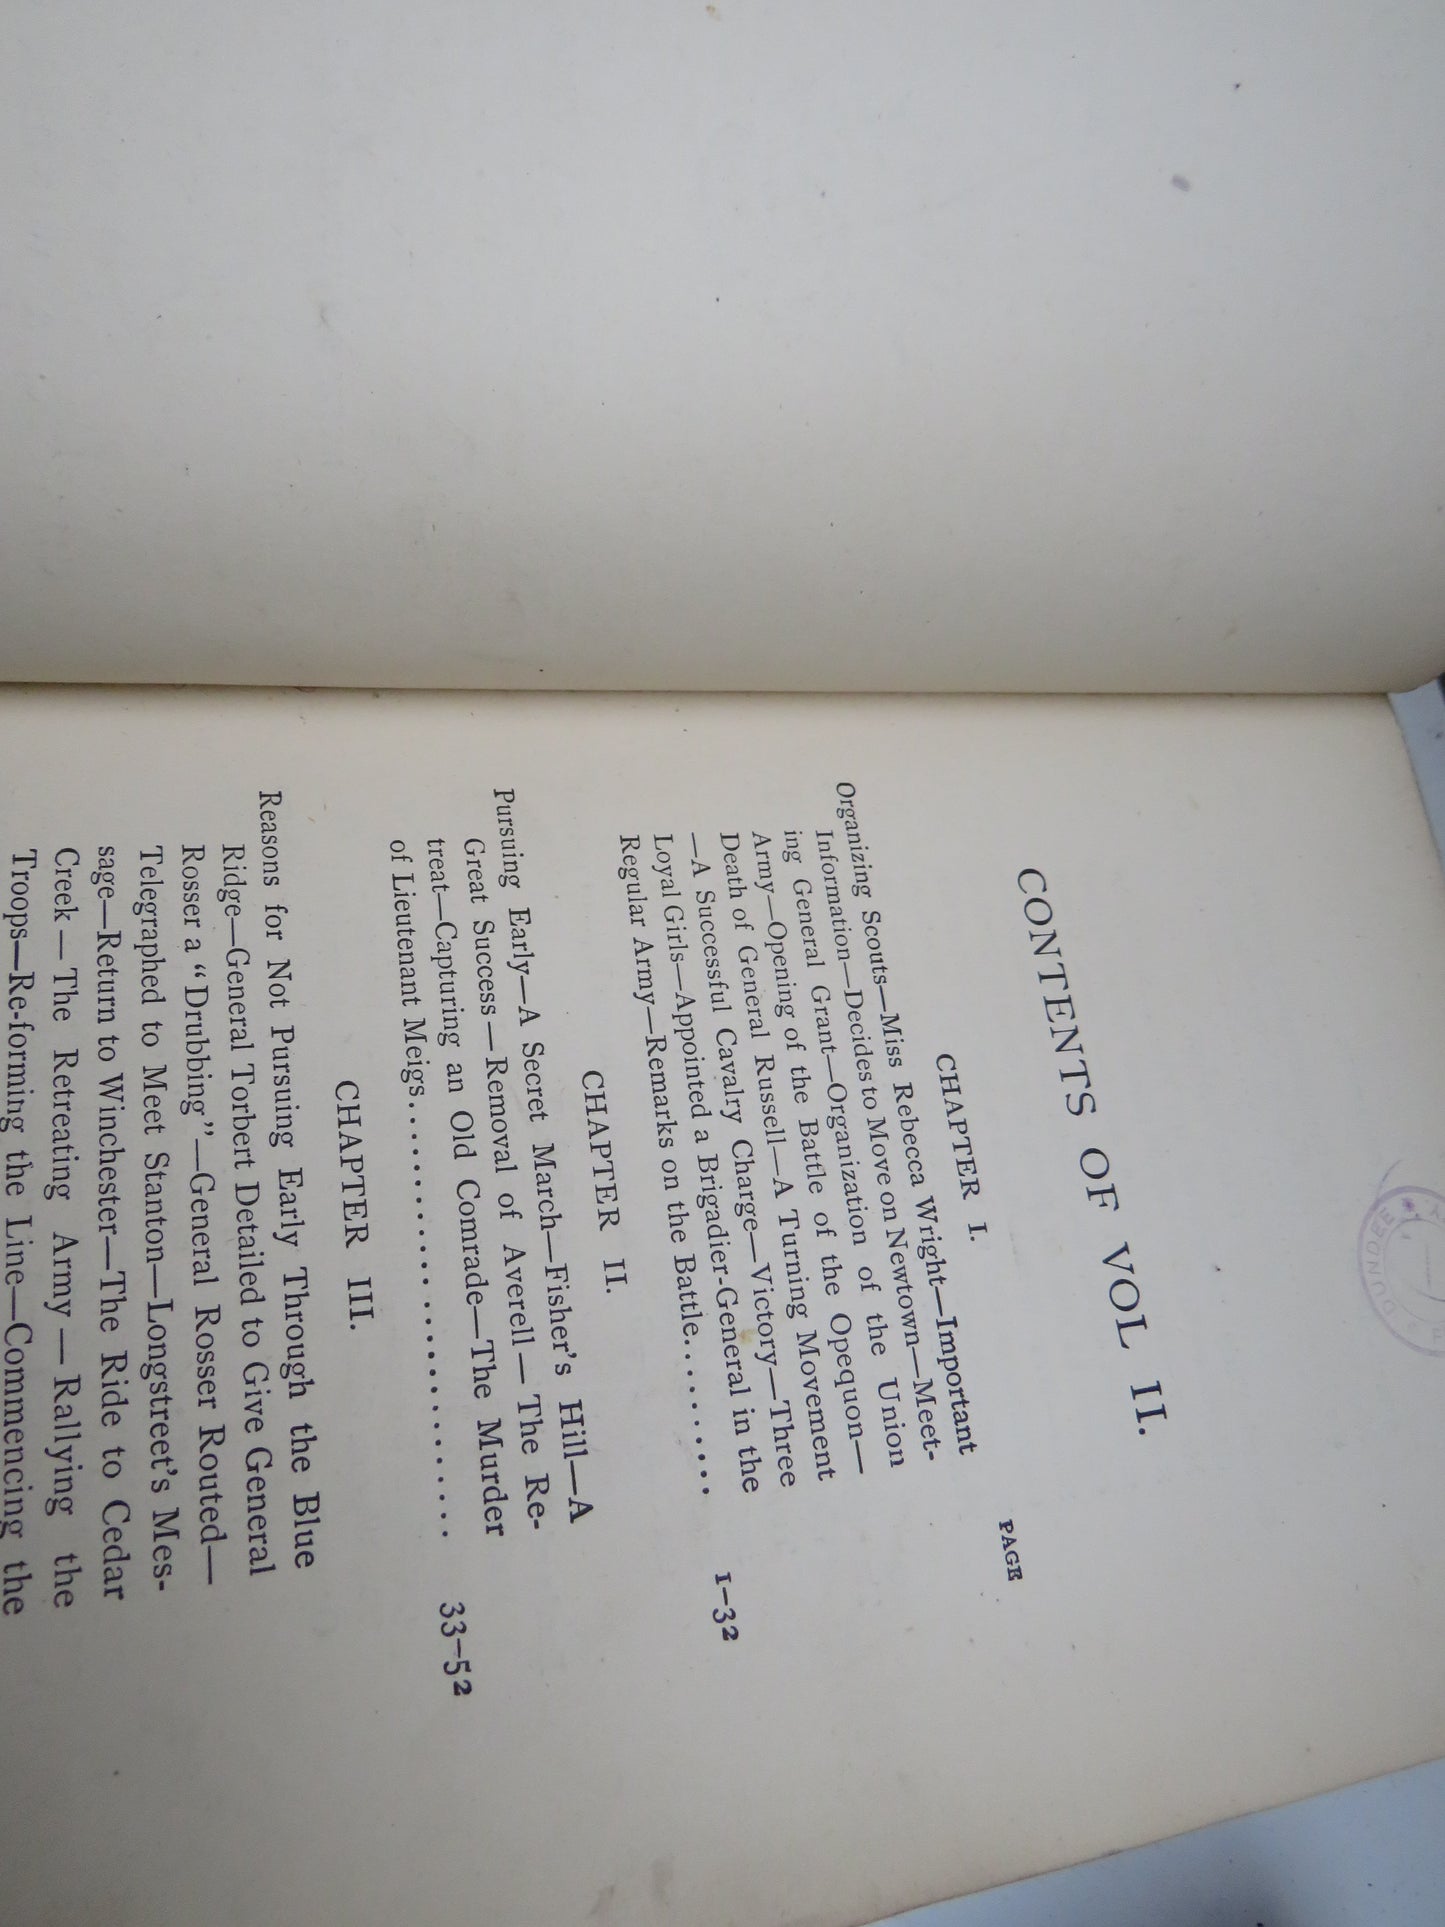 CONTENTS OF VOL II.
PAGE
CHAPTER I.
Organizing Scouts—Miss Rebecca Wright—Important
Information—Decides to Move on Newtown—Meet-
ing General Grant—Organization of the Union
Army—Opening of the Battle of the Opequon—
Death of General Russell—A Turning Movement
—A Successful Cavalry Charge—Victory—Three
Loyal Girls—Appointed a Brigadier-General in the
Regular Army—Remarks on the Battle......... 1–32
CHAPTER II.
Pursuing Early—A Secret March—Fisher's Hill—A
Great Success—Removal of Averell—The Re-
treat—Capturing an Old Comrade—The Murder
of Lieutenant Meigs........................ 33–52
CHAPTER III.
Reasons for Not Pursuing Early Through the Blue
Ridge—General Torbert Detailed to Give General
Rosser a "Drubbing"—General Rosser Routed—
Telegraphed to Meet Stanton—Longstreet's Mes-
sage—Return to Winchester—The Ride to Cedar
Creek—The Retreating Army—Rallying the
Troops—Re-forming the Line—Commencing the
DUNDEE